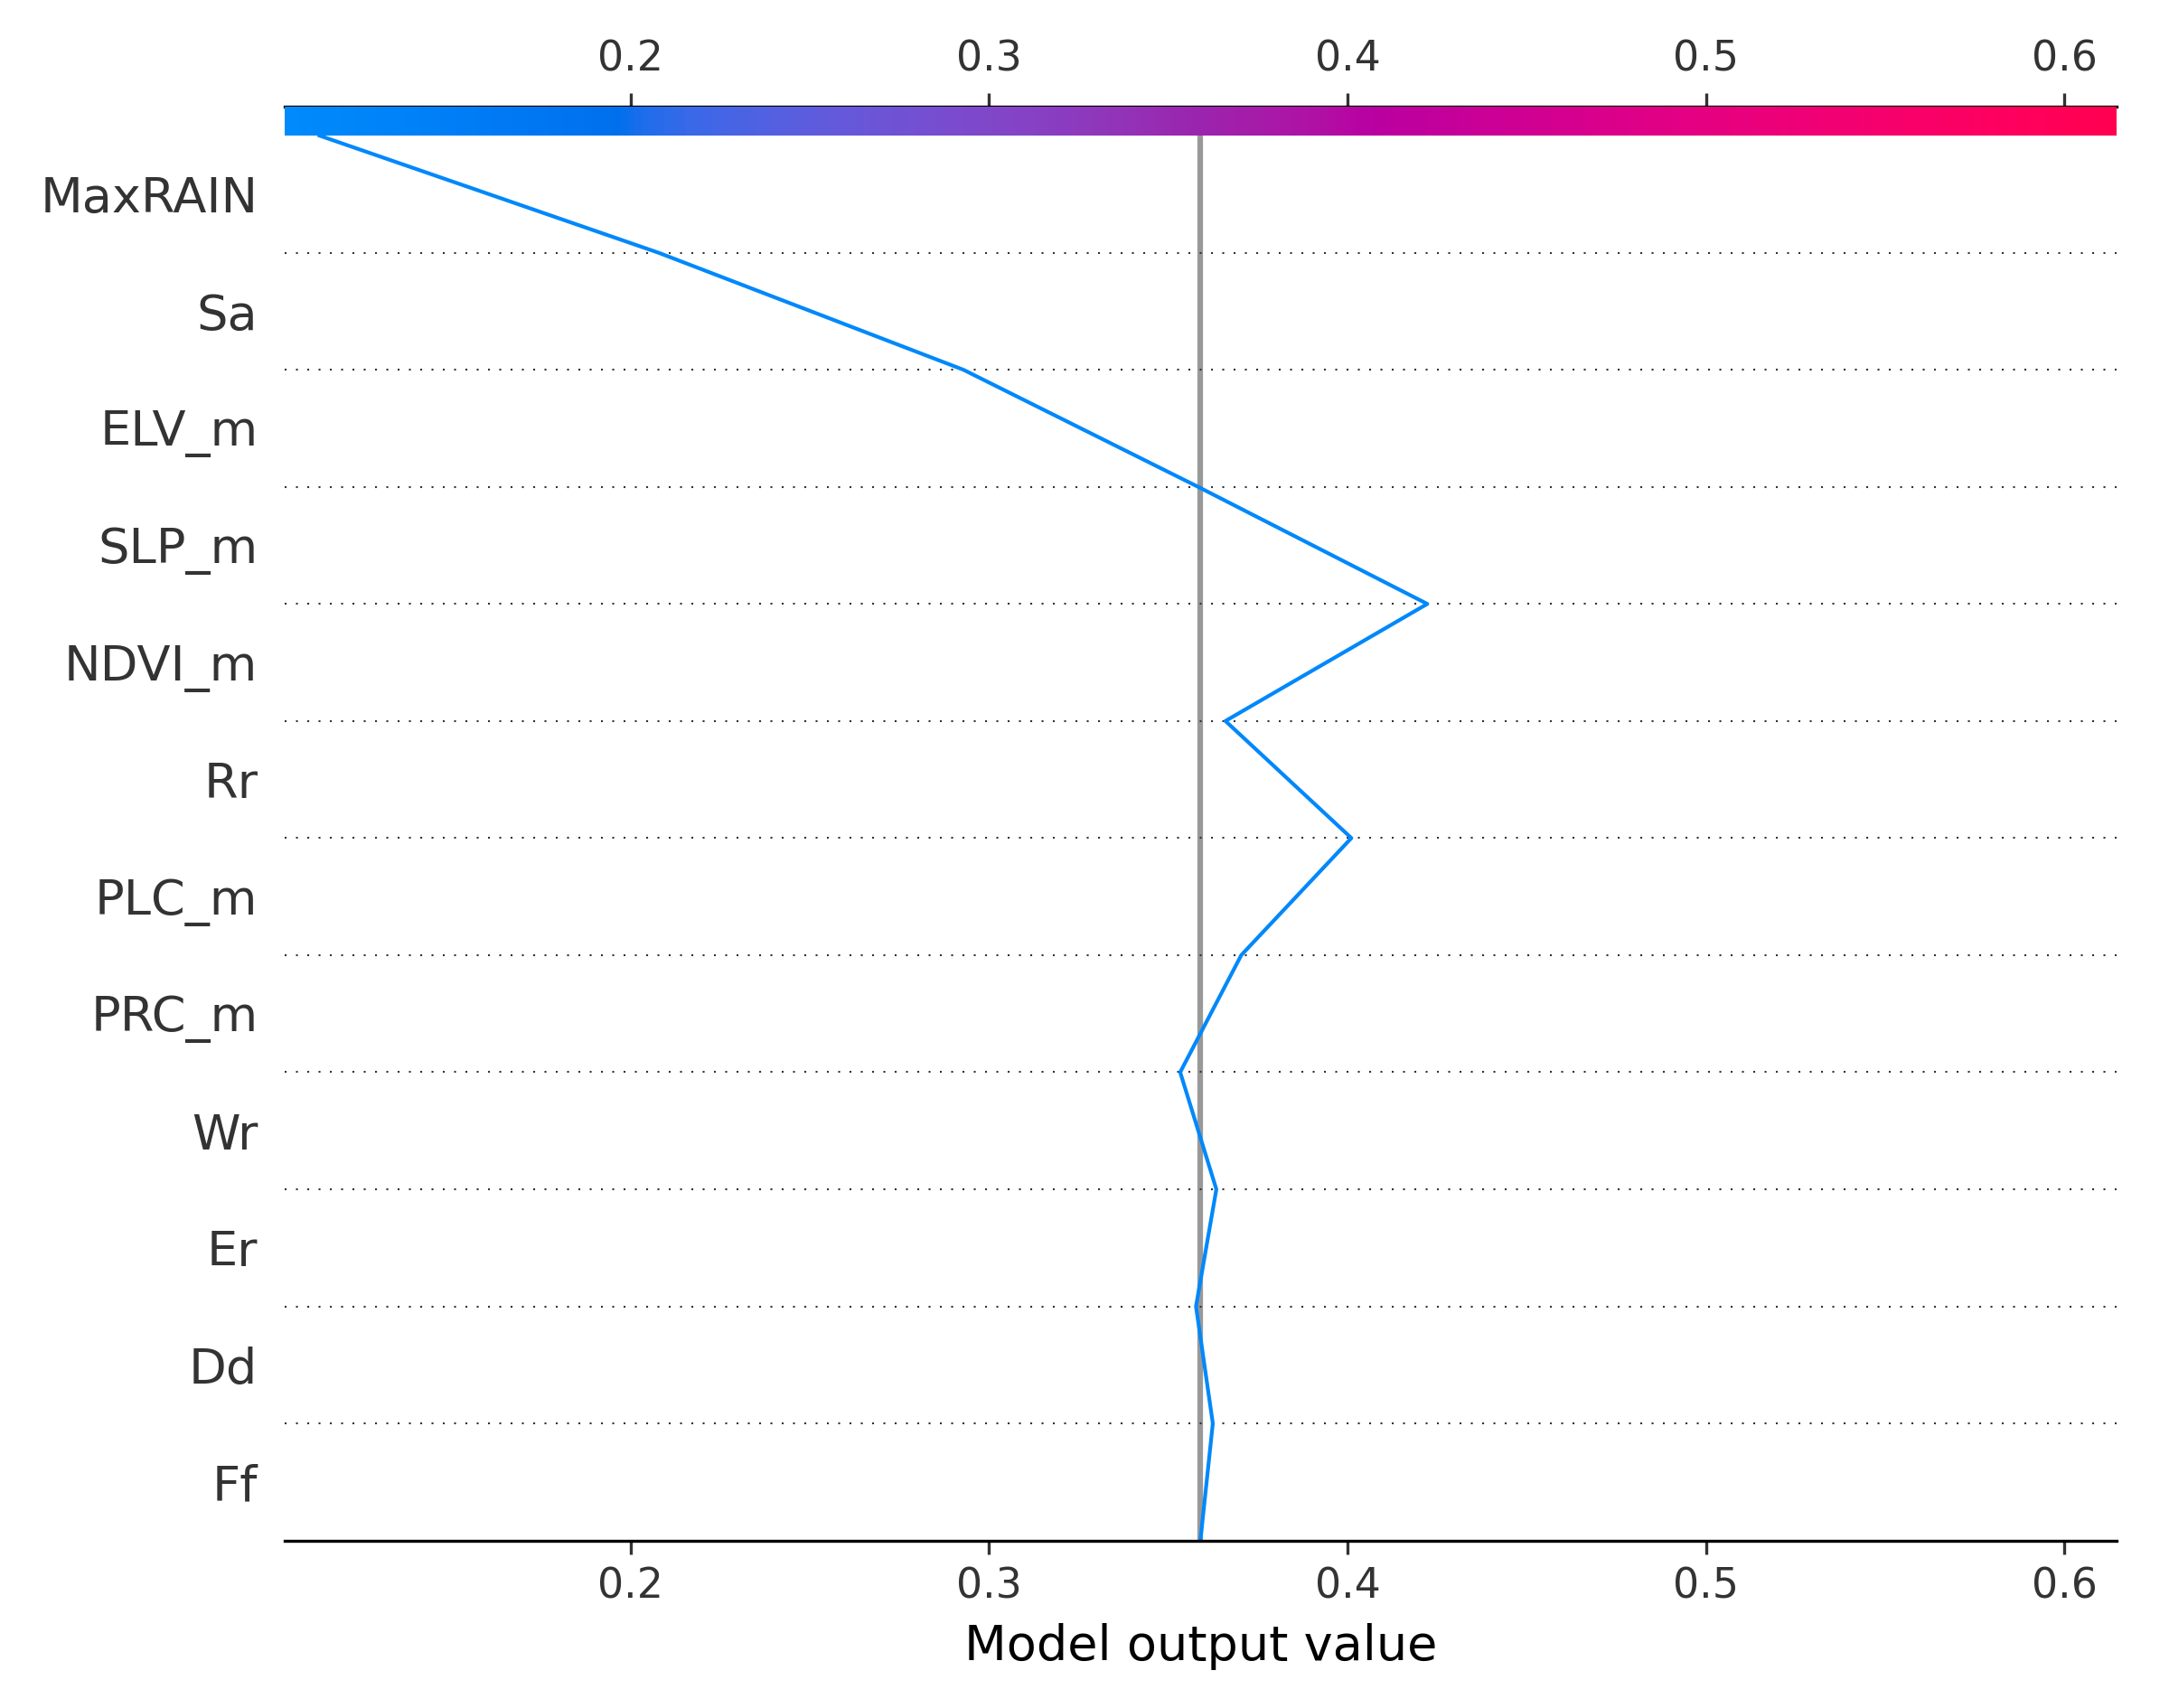 0.2 0.3 0.4 0.5 0.6
MaxRAIN
Sa
ELV_m
SLP_m
NDVI_m
Rr
PLC_m
PRC_m
Wr
Er
Dd
Ff
0.2 0.3 0.4 0.5 0.6
Model output value